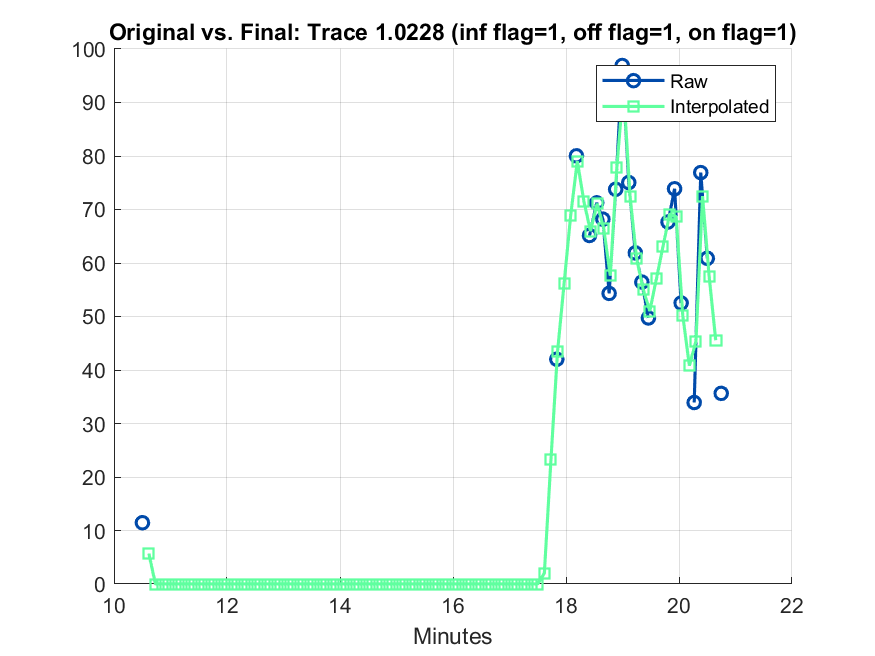 Original vs. Final: Trace 1.0228 (inf flag=1, off flag=1, on flag=1)
100
90
80
70
60
50
40
30
20
10
0
Raw
Interpolated
10 12 14 16 18 20 22
Minutes